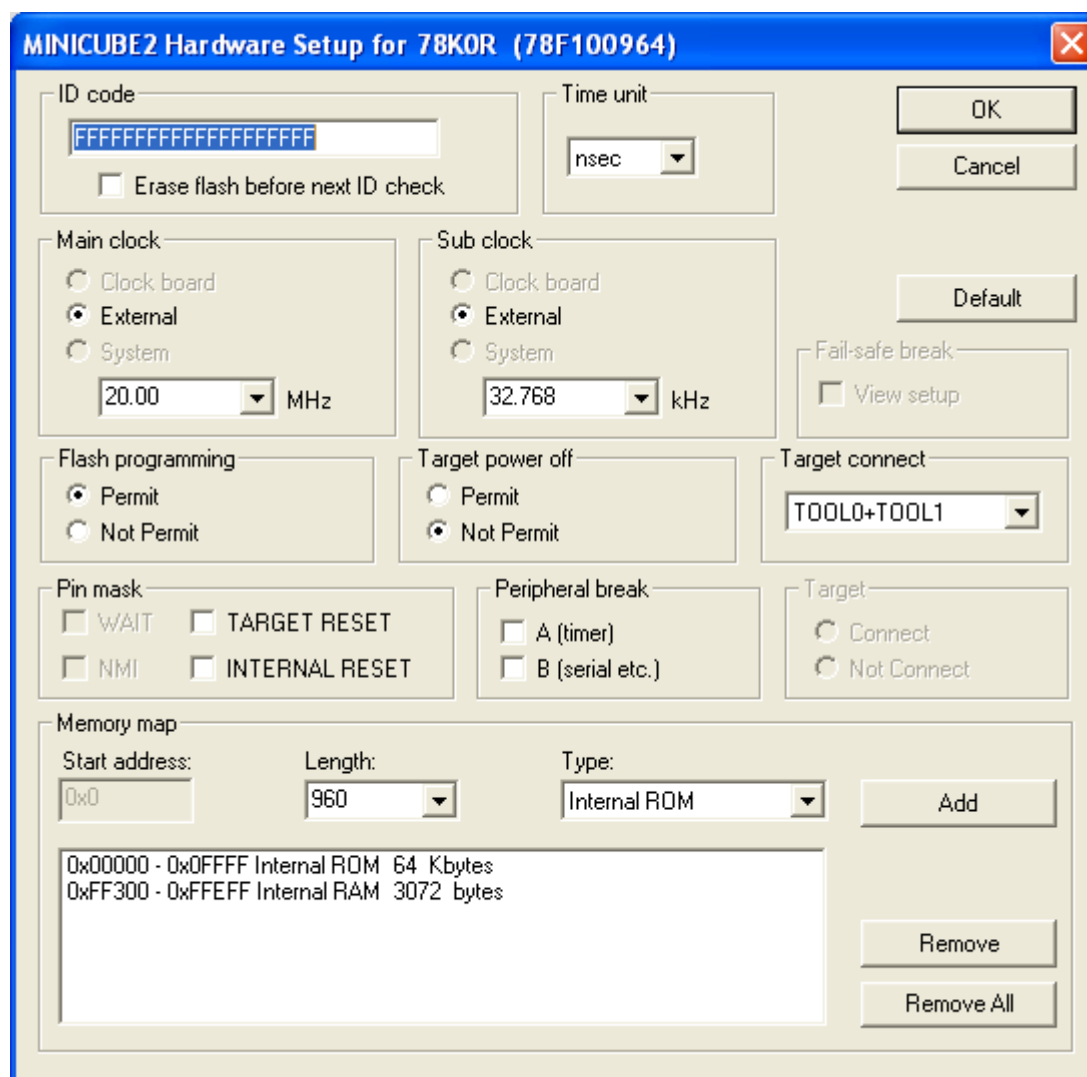 MINICUBE2 Hardware Setup for 78K0R (78F100964)
ID code
FFFFFFFFFFFFFFFFFFFF
Erase flash before next ID check
Time unit
nsec
OK
Cancel
Main clock
Clock board
External
System
20.00 MHz
Sub clock
Clock board
External
System
32.768 kHz
Default
Fail-safe break
View setup
Flash programming
Permit
Not Permit
Target power off
Permit
Not Permit
Target connect
TOOL0+TOOL1
Pin mask
WAIT TARGET RESET
NMI INTERNAL RESET
Peripheral break
A (timer)
B (serial etc.)
Target
Connect
Not Connect
Memory map
Start address: Length: Type:
0x0 960 Internal ROM Add
0x00000 - 0x0FFFF Internal ROM 64 Kbytes
0xFF300 - 0xFFEFF Internal RAM 3072 bytes
Remove
Remove All